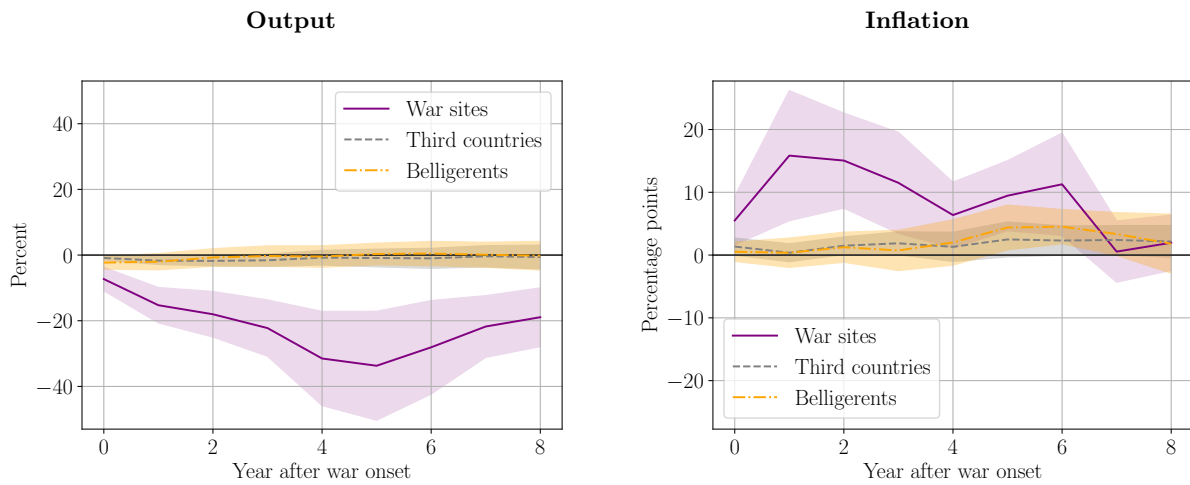 Output
Percent
40
20
0
−20
−40
War sites
Third countries
Belligerents
0 2 4 6 8
Year after war onset
Inflation
Percentage points
20
10
0
−10
−20
War sites
Third countries
Belligerents
0 2 4 6 8
Year after war onset